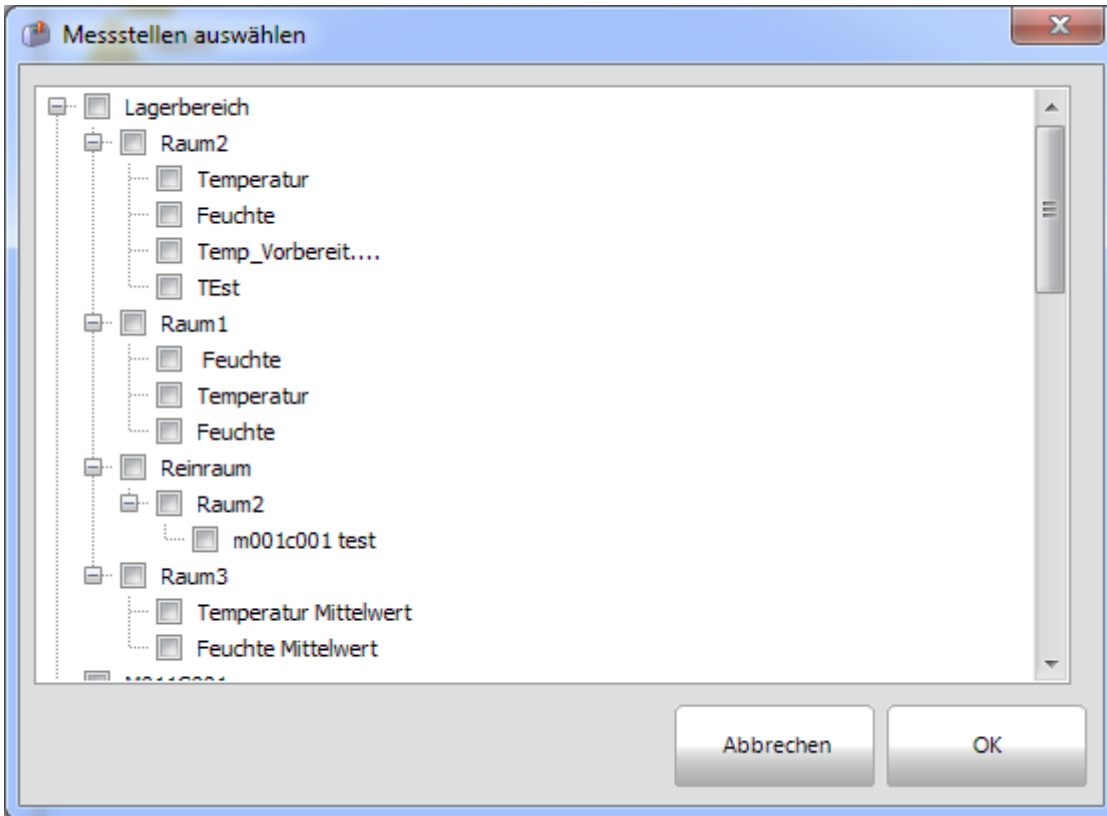 Messstellen auswählen
Lagerbereich
Raum2
Temperatur
Feuchte
Temp_Vorbereit....
TEst
Raum1
Feuchte
Temperatur
Feuchte
Reinraum
Raum2
m001c001 test
Raum3
Temperatur Mittelwert
Feuchte Mittelwert
Abbrechen
OK